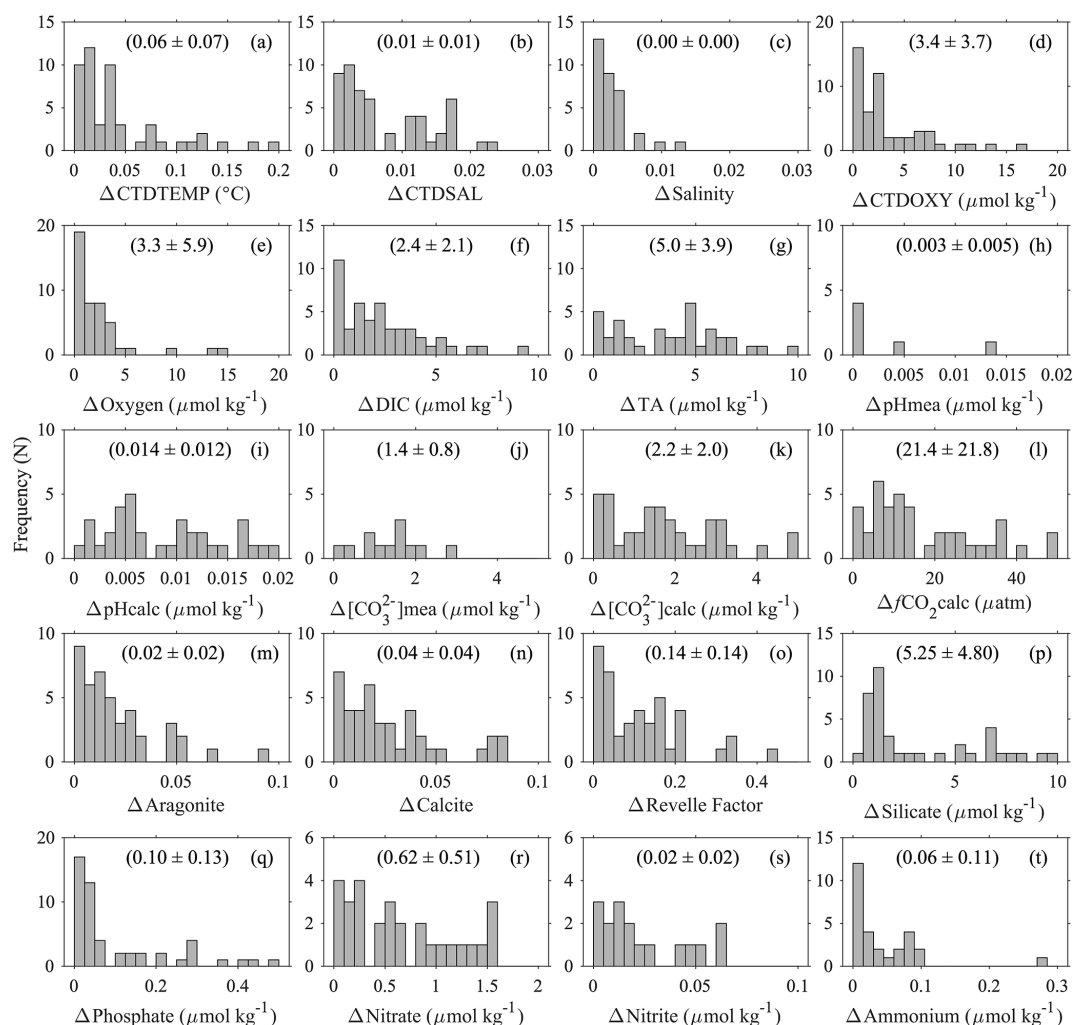 (0.06 ± 0.07) (a)
15
10
5
0
0 0.05 0.1 0.15 0.2
ΔCTDTEMP (°C)
(0.01 ± 0.01) (b)
15
10
5
0
0 0.01 0.02 0.03
ΔCTDSAL
(0.00 ± 0.00) (c)
15
10
5
0
0 0.01 0.02 0.03
ΔSalinity
(3.4 ± 3.7) (d)
20
15
10
5
0
0 5 10 15 20
ΔCTDOXY (μmol kg⁻¹)
(3.3 ± 5.9) (e)
20
10
0
0 5 10 15 20
ΔOxygen (μmol kg⁻¹)
(2.4 ± 2.1) (f)
15
10
5
0
0 5 10
ΔDIC (μmol kg⁻¹)
(5.0 ± 3.9) (g)
15
10
5
0
0 5 10
ΔTA (μmol kg⁻¹)
(0.003 ± 0.005) (h)
10
5
0
0 0.005 0.01 0.015 0.02
ΔpHmea (μmol kg⁻¹)
Frequency (N)
(0.014 ± 0.012) (i)
10
5
0
0 0.005 0.01 0.015 0.02
ΔpHcalc (μmol kg⁻¹)
(1.4 ± 0.8) (j)
10
5
0
0 2 4
Δ[CO₃²⁻]mea (μmol kg⁻¹)
(2.2 ± 2.0) (k)
10
5
0
0 2 4
Δ[CO₃²⁻]calc (μmol kg⁻¹)
(21.4 ± 21.8) (l)
10
5
0
0 20 40
ΔfCO₂calc (μatm)
(0.02 ± 0.02) (m)
10
5
0
0 0.05 0.1
ΔAragonite
(0.04 ± 0.04) (n)
10
5
0
0 0.05 0.1
ΔCalcite
(0.14 ± 0.14) (o)
10
5
0
0 0.2 0.4
ΔRevelle Factor
(5.25 ± 4.80) (p)
15
10
5
0
0 5 10
ΔSilicate (μmol kg⁻¹)
(0.10 ± 0.13) (q)
20
10
0
0 0.2 0.4
ΔPhosphate (μmol kg⁻¹)
(0.62 ± 0.51) (r)
6
4
2
0
0 0.5 1 1.5 2
ΔNitrate (μmol kg⁻¹)
(0.02 ± 0.02) (s)
6
4
2
0
0 0.05 0.1
ΔNitrite (μmol kg⁻¹)
(0.06 ± 0.11) (t)
15
10
5
0
0 0.1 0.2 0.3
ΔAmmonium (μmol kg⁻¹)